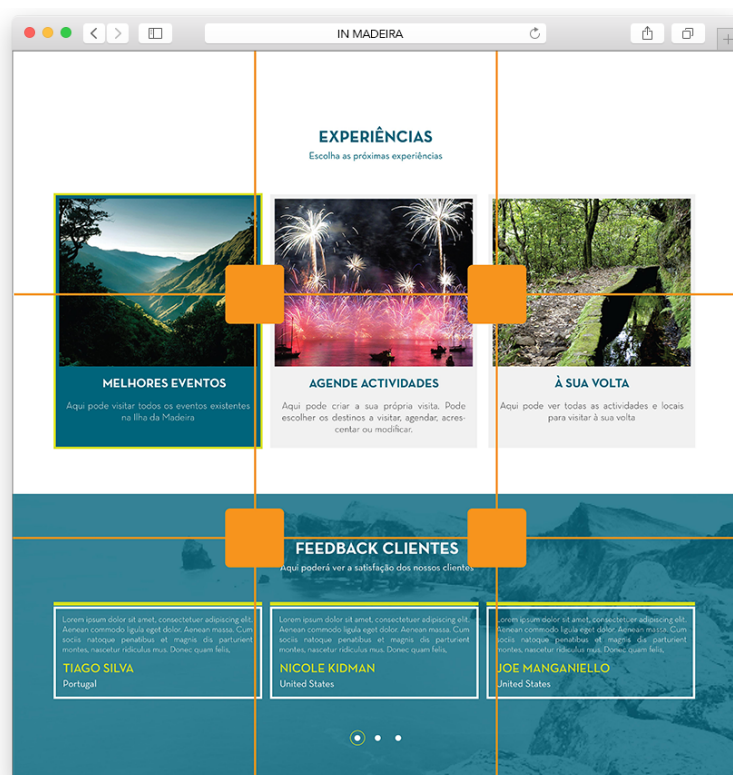 IN MADEIRA
EXPERIÊNCIAS
Escolha as próximas experiências
MELHORES EVENTOS
Aqui pode visitar todos os eventos existentes
na Ilha da Madeira
AGENDE ACTIVIDADES
Aqui pode criar a sua própria visita. Pode
escolher os destinos a visitar, agendar, acres-
centar ou modificar.
À SUA VOLTA
Aqui pode ver todas as actividades e locais
para visitar à sua volta
FEEDBACK CLIENTES
Aqui poderá ver a satisfação dos nossos clientes
Lorem ipsum dolor sit amet, consectetuer adipiscing elit.
Aenean commodo ligula eget dolor. Aenean massa. Cum
sociis natoque penatibus et magnis dis parturient
montes, nascetur ridiculus mus. Donec quam felis,
TIAGO SILVA
Portugal
Lorem ipsum dolor sit amet, consectetuer adipiscing elit.
Aenean commodo ligula eget dolor. Aenean massa. Cum
sociis natoque penatibus et magnis dis parturient
montes, nascetur ridiculus mus. Donec quam felis,
NICOLE KIDMAN
United States
Lorem ipsum dolor sit amet, consectetuer adipiscing elit.
Aenean commodo ligula eget dolor. Aenean massa. Cum
sociis natoque penatibus et magnis dis parturient
montes, nascetur ridiculus mus. Donec quam felis,
JOE MANGANIELLO
United States